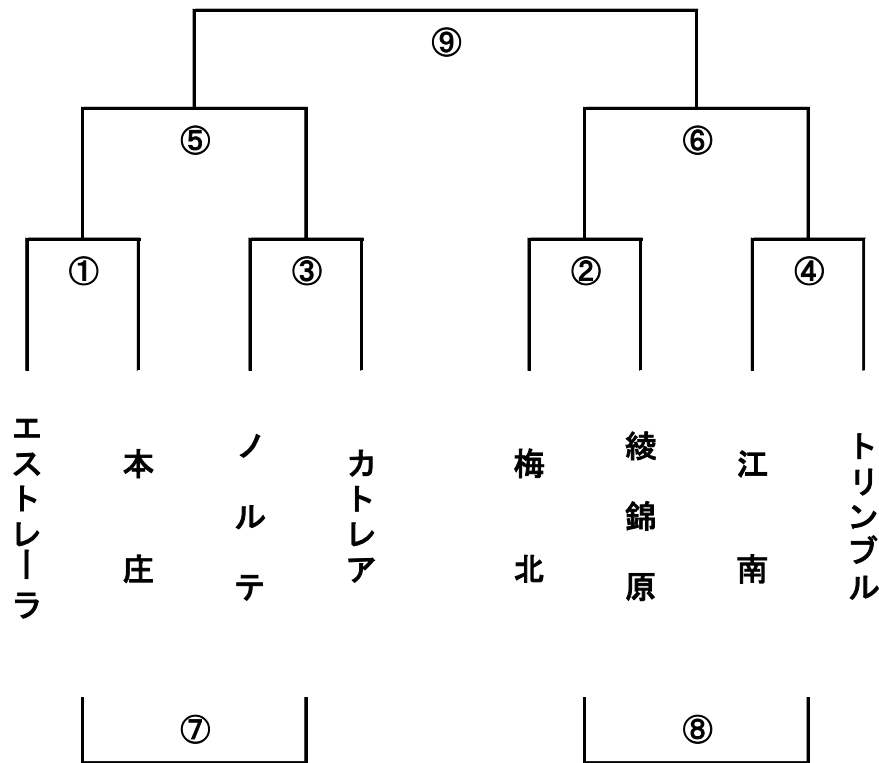 ⑨
⑤
⑥
①
③
②
④
エストレーラ
本庄
ノルテ
カトレア
梅北
綾錦原
江南
トリンブル
⑦
⑧